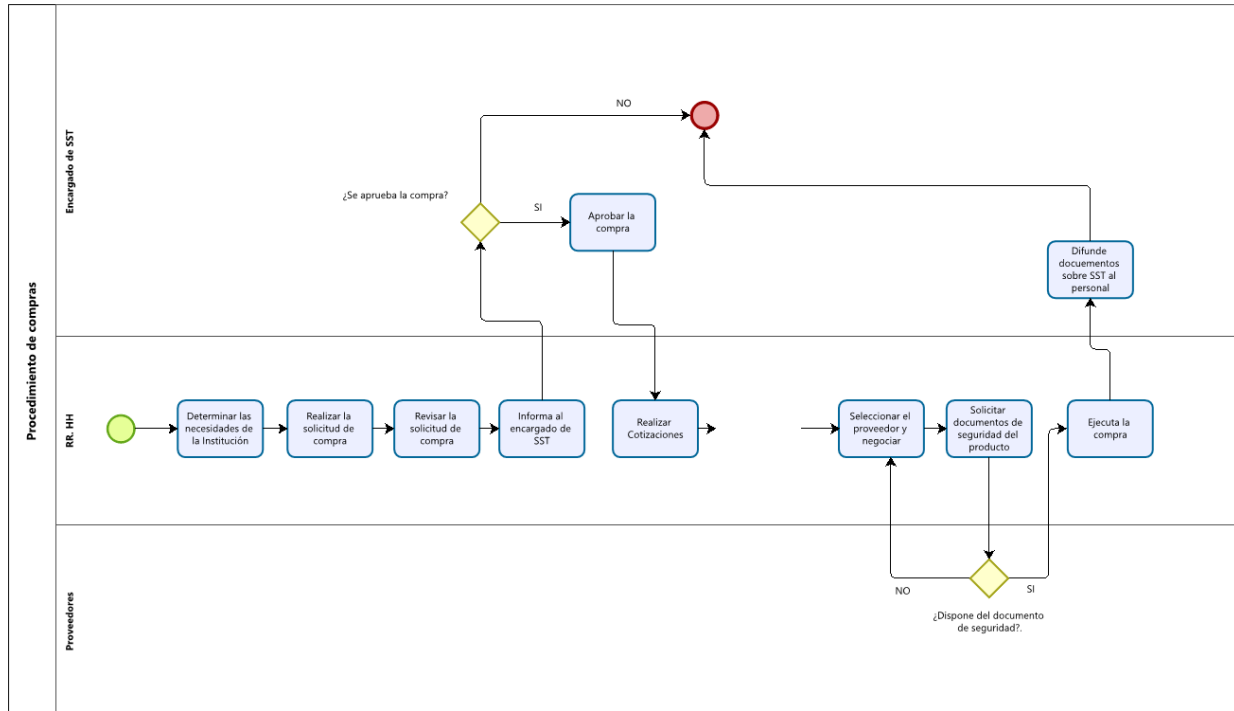 Procedimiento de compras
Encargado de SST
NO
¿Se aprueba la compra?
SI
Aprobar la
compra
Difunde
docuementos
sobre SST al
personal
RR. HH
Determinar las
necesidades de
la Institución
Realizar la
solicitud de
compra
Revisar la
solicitud de
compra
Informa al
encargado de
SST
Realizar
Cotizaciones
Seleccionar el
proveedor y
negociar
Solicitar
documentos de
seguridad del
producto
Ejecuta la
compra
Proveedores
NO
SI
¿Dispone del documento
de seguridad?.